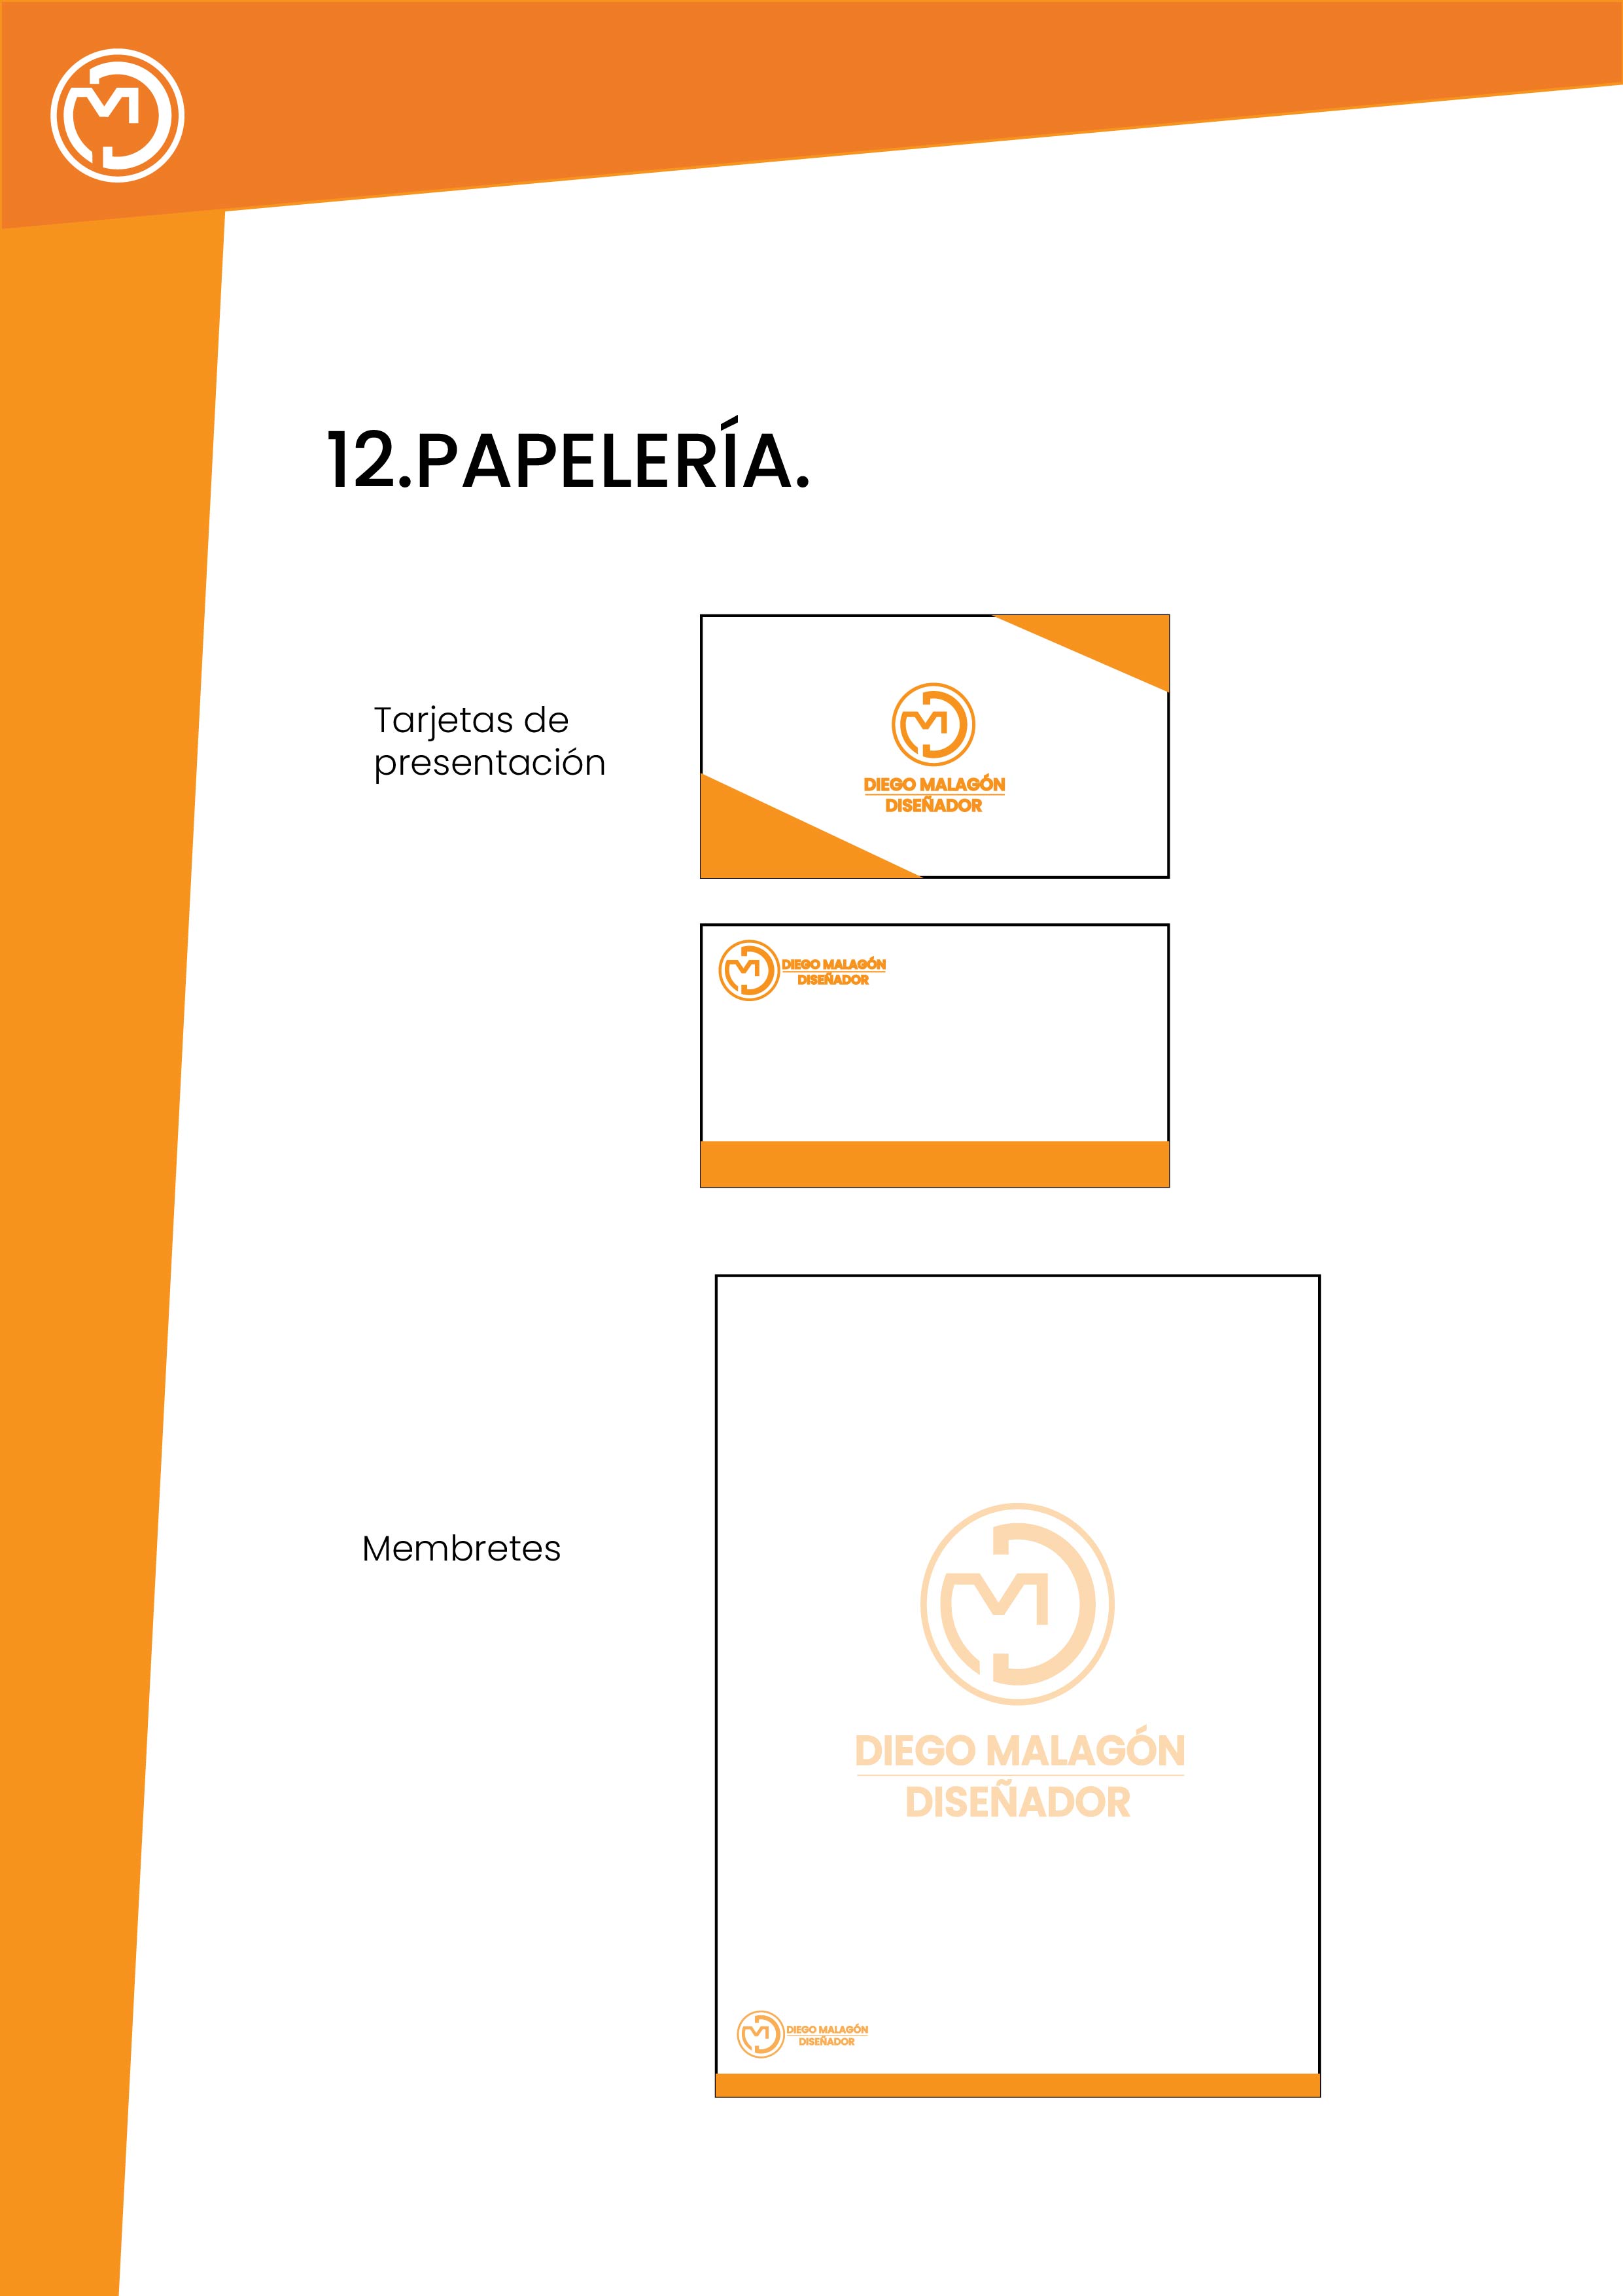 12.PAPELERÍA.
Tarjetas de
presentación
DIEGO MALAGÓN
DISEÑADOR
DIEGO MALAGÓN
DISEÑADOR
Membretes
DIEGO MALAGÓN
DISEÑADOR
DIEGO MALAGÓN
DISEÑADOR